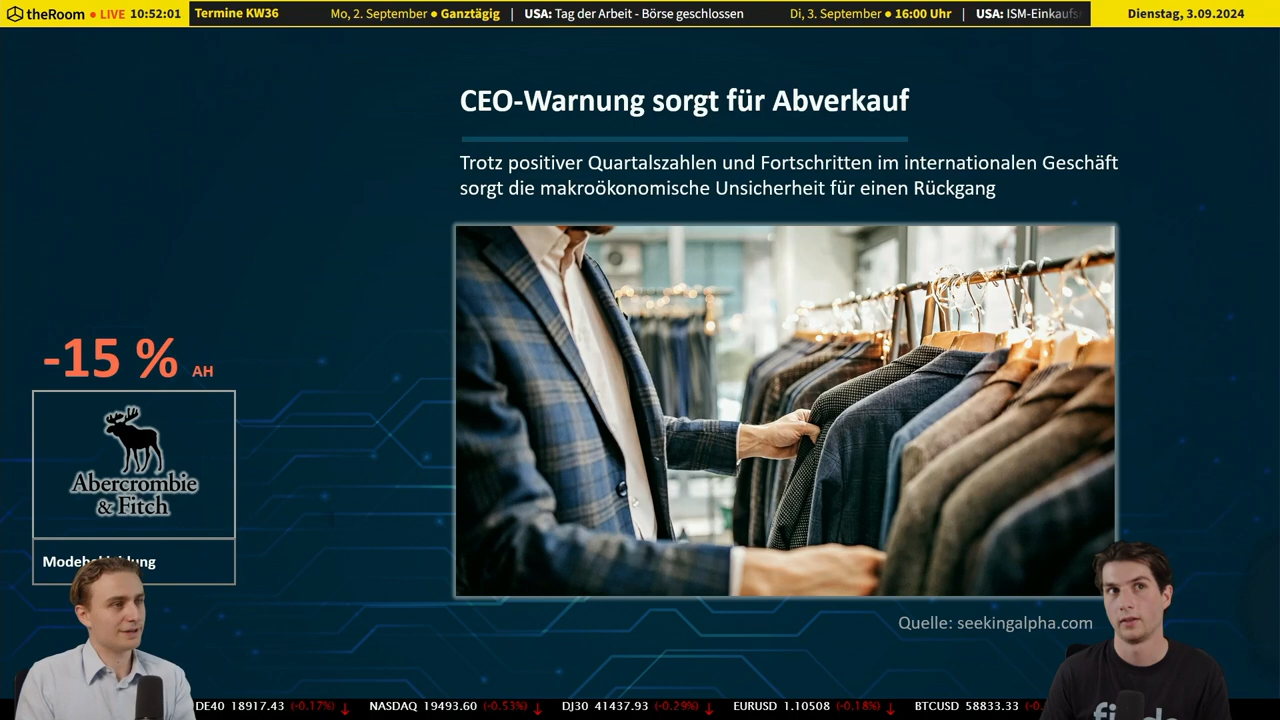 theRoom • LIVE 10:52:01
Termine KW36
Mo, 2. September • Ganztägig | USA: Tag der Arbeit - Börse geschlossen
Di, 3. September • 16:00 Uhr | USA: ISM-Einkaufs
Dienstag, 3.09.2024
CEO-Warnung sorgt für Abverkauf
Trotz positiver Quartalszahlen und Fortschritten im internationalen Geschäft
sorgt die makroökonomische Unsicherheit für einen Rückgang
-15 % AH
Abercrombie
& Fitch
Quelle: seekingalpha.com
DE40 18917.43 (-0.17%) ↓ NASDAQ 19493.60 (-0.53%) ↓ DJ30 41437.93 (-0.29%) ↓ EURUSD 1.10508 (-0.18%) ↓ BTCUSD 58833.33